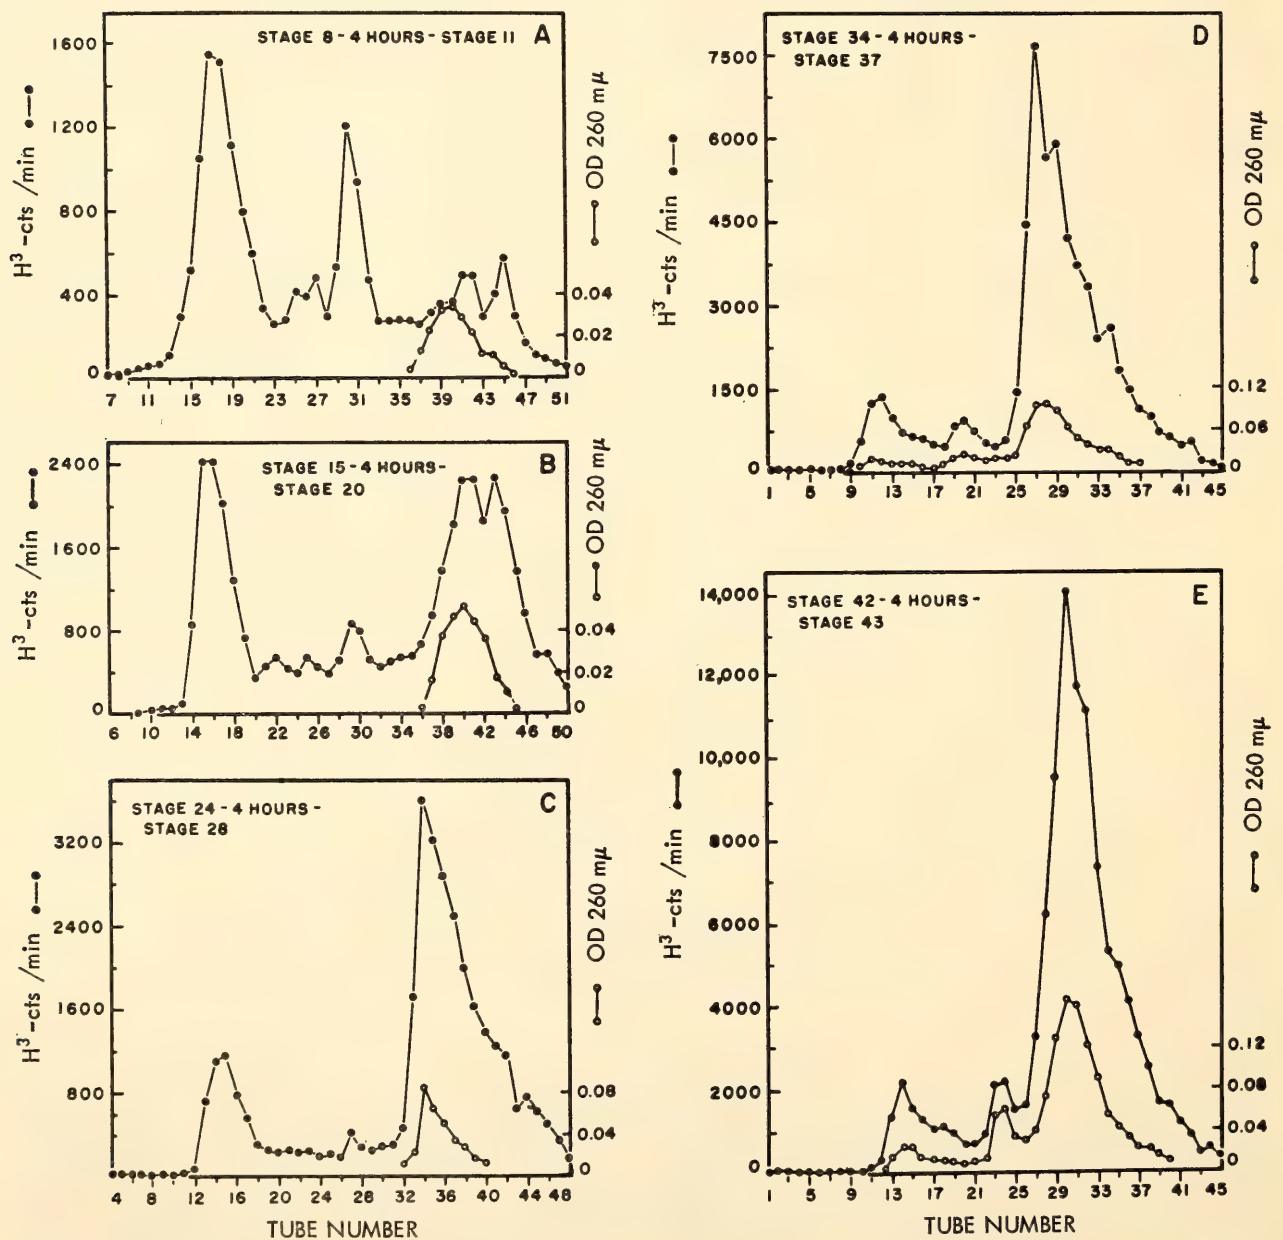 A
STAGE 8 - 4 HOURS - STAGE 11
H³-cts /min
1600
1200
800
400
0
OD 260 mμ
0.04
0.02
0
7 11 15 19 23 27 31 35 39 43 47 51
B
STAGE 15 - 4 HOURS -
STAGE 20
H³-cts /min
2400
1600
800
0
OD 260 mμ
0.04
0.02
0
6 10 14 18 22 26 30 34 38 42 46 50
C
STAGE 24 - 4 HOURS -
STAGE 28
H³-cts /min
3200
2400
1600
800
OD 260 mμ
0.08
0.04
0
4 8 12 16 20 24 28 32 36 40 44 48
TUBE NUMBER
D
STAGE 34 - 4 HOURS -
STAGE 37
H³-cts /min
7500
6000
4500
3000
1500
0
OD 260 mμ
0.12
0.06
0
1 5 9 13 17 21 25 29 33 37 41 45
E
STAGE 42 - 4 HOURS -
STAGE 43
H³-cts /min
14,000
12,000
10,000
8000
6000
4000
2000
0
OD 260 mμ
0.12
0.08
0.04
0
1 5 9 13 17 21 25 29 33 37 41 45
TUBE NUMBER